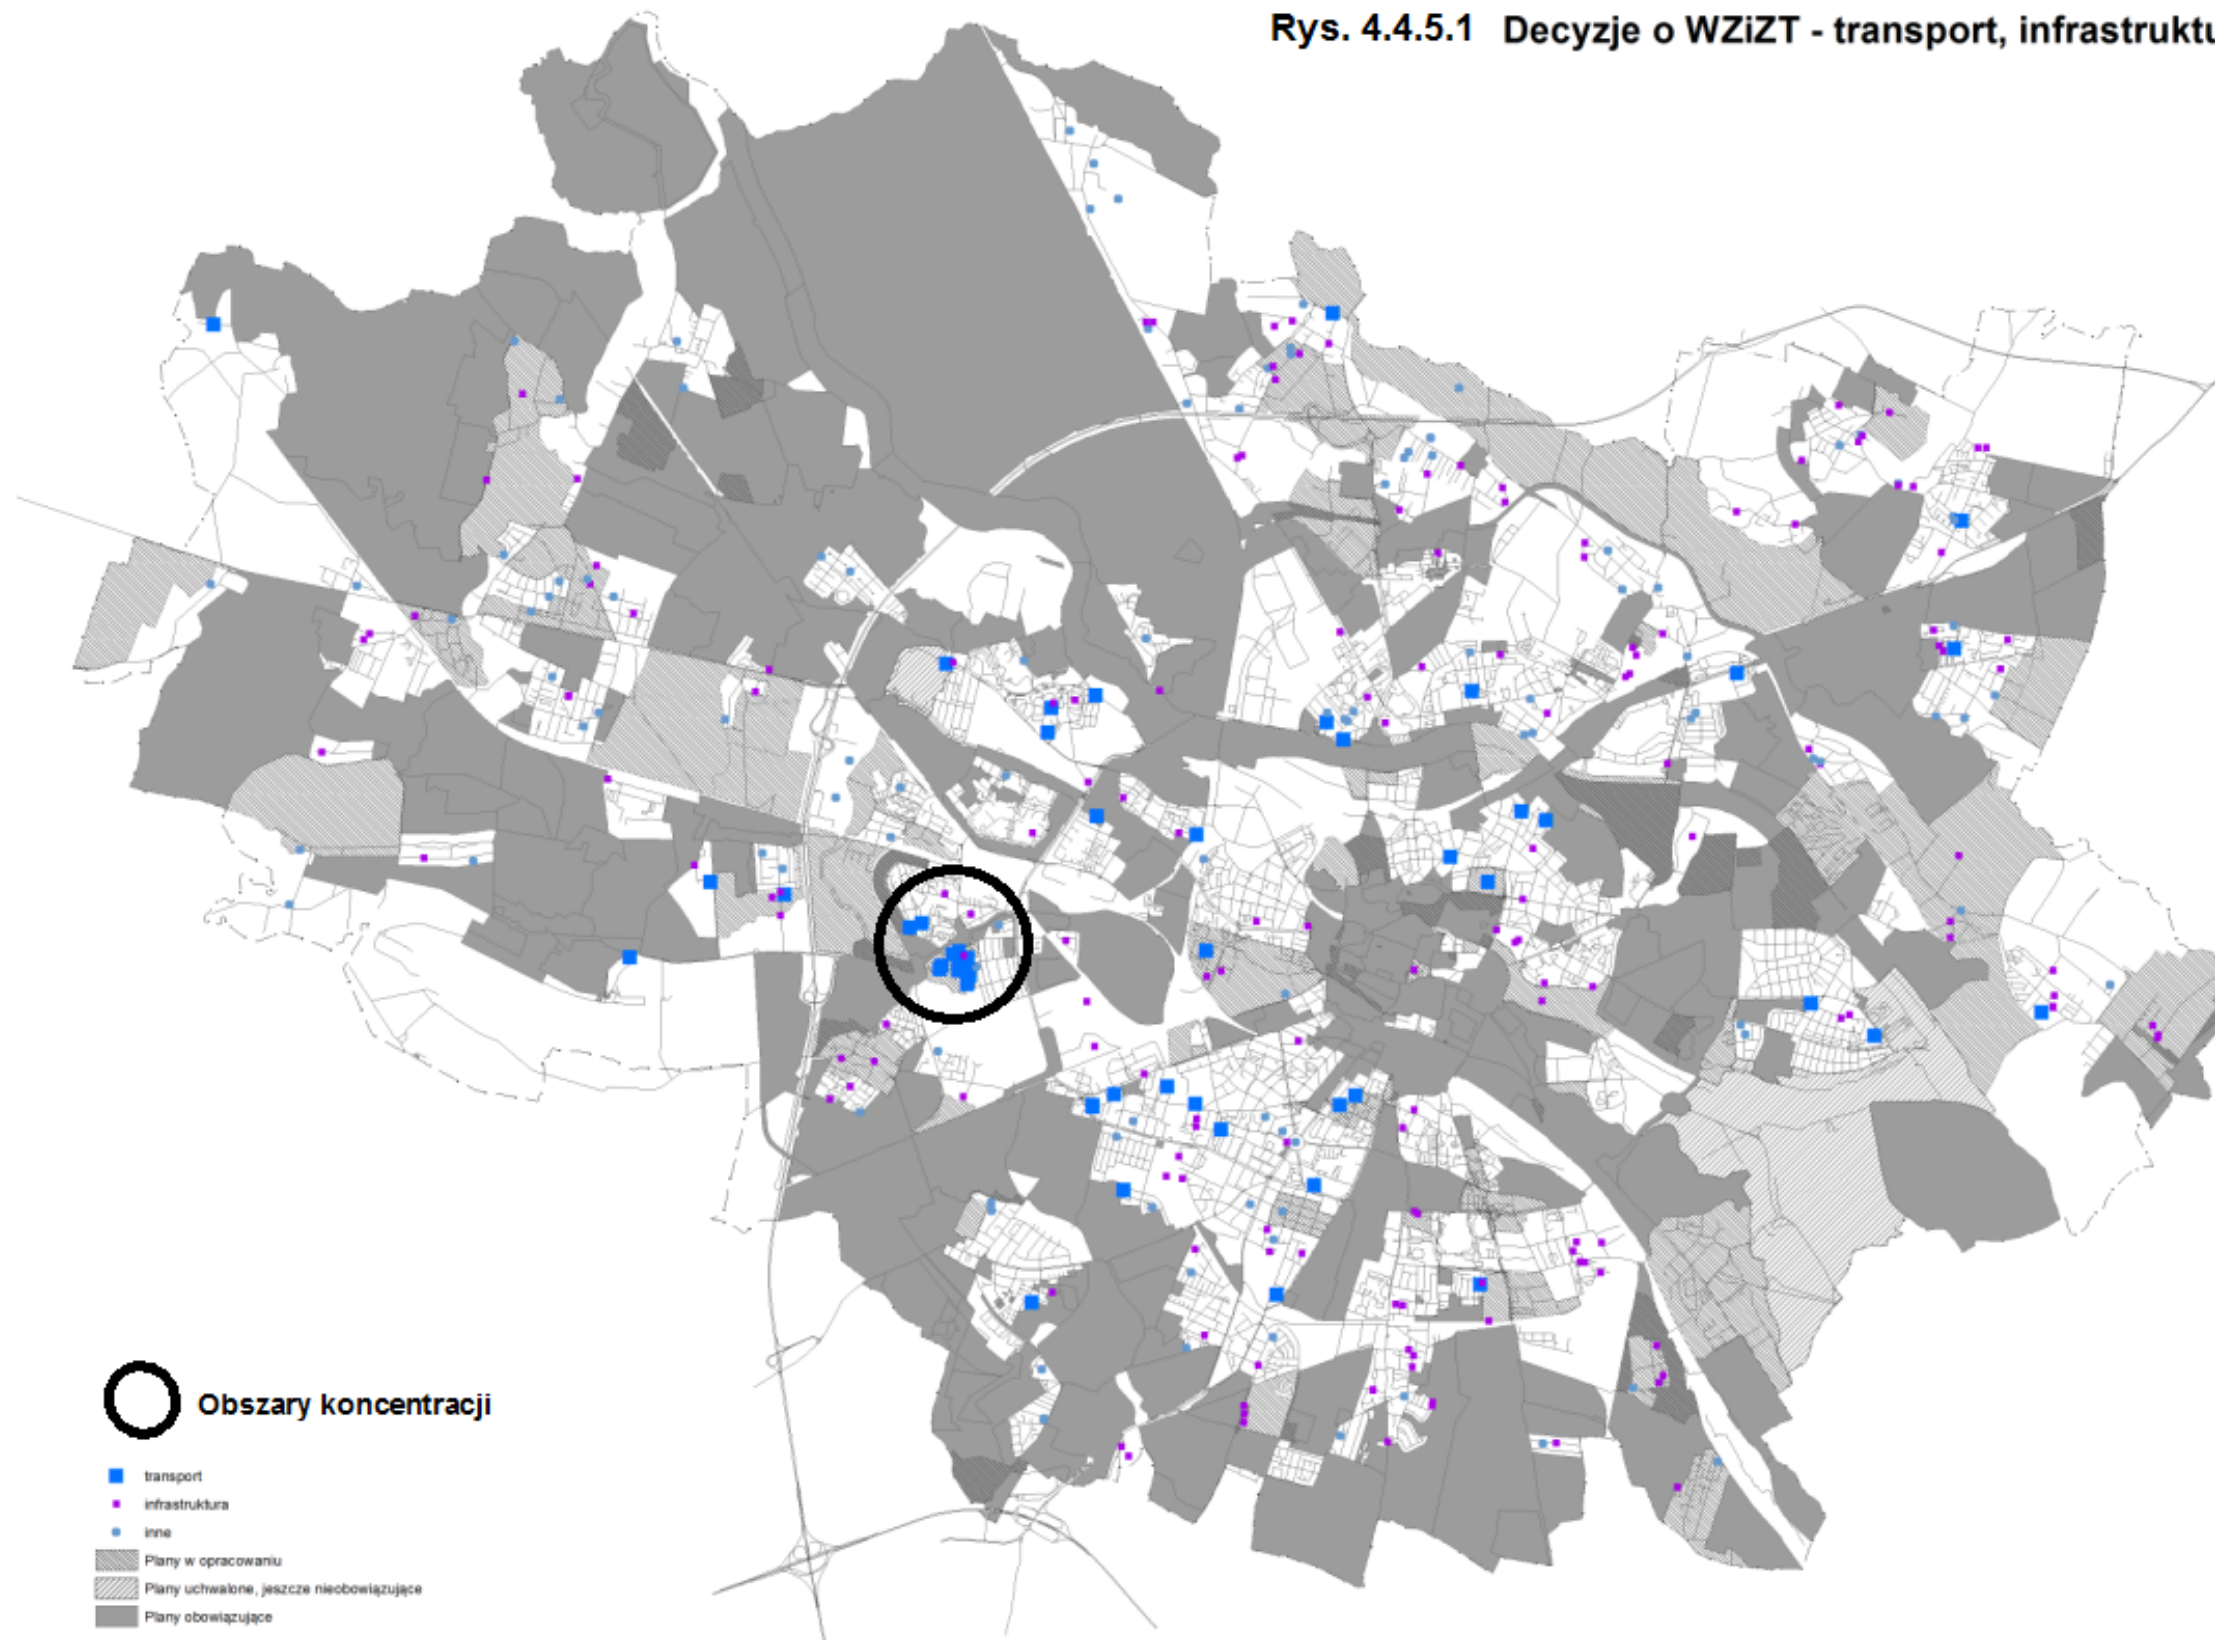 Rys. 4.4.5.1 Decyzje o WZiZT - transport, infrastruktu
Obszary koncentracji
transport
infrastruktura
inne
Plany w opracowaniu
Plany uchwalone, jeszcze nieobowiązujące
Plany obowiązujące